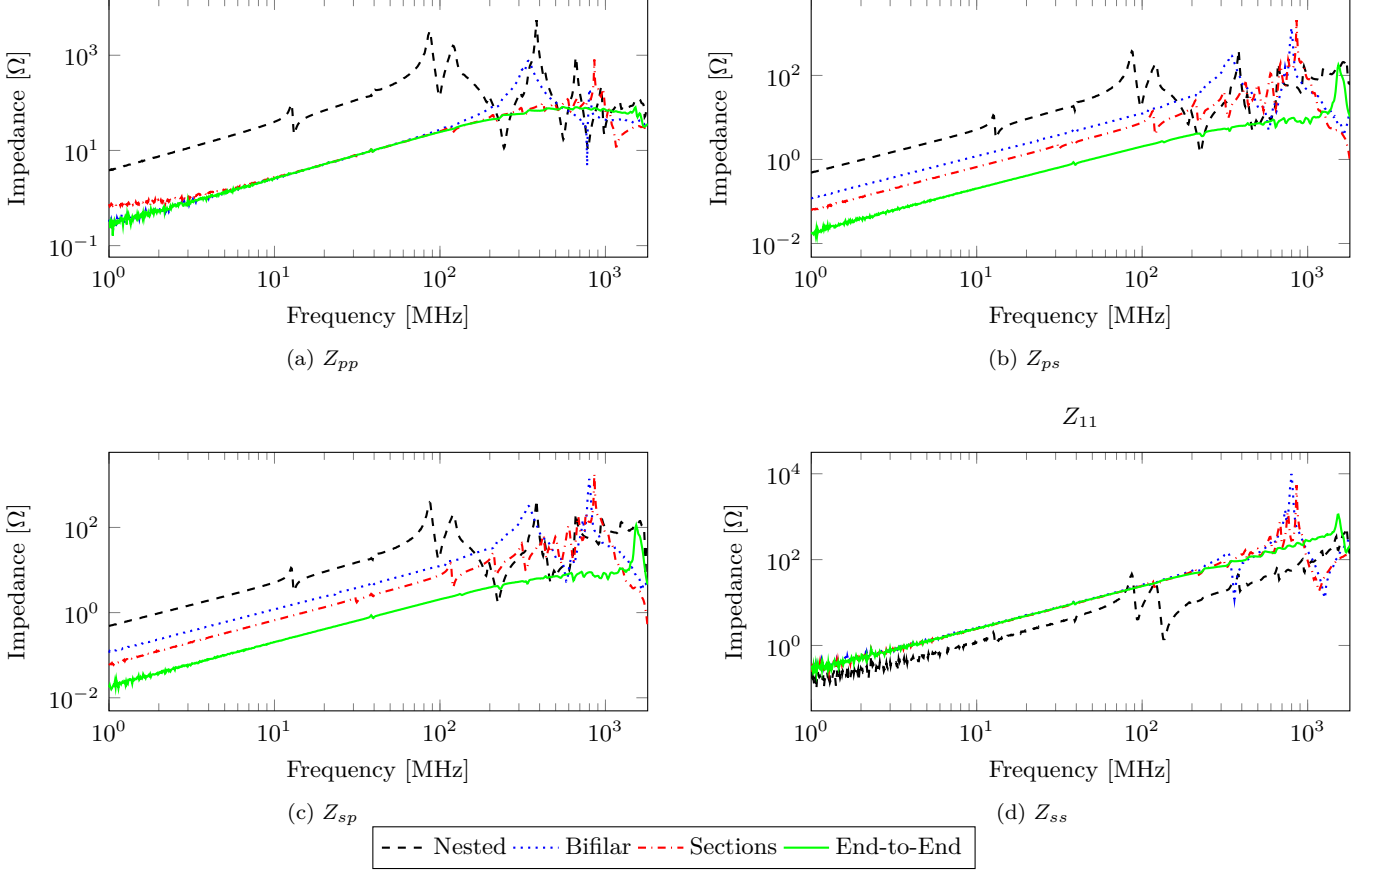 10^3
10^1
10^−1
Impedance [Ω]
10^0 10^1 10^2 10^3
Frequency [MHz]
(a) Z_pp
10^2
10^0
10^−2
Impedance [Ω]
10^0 10^1 10^2 10^3
Frequency [MHz]
(b) Z_ps
10^2
10^0
10^−2
Impedance [Ω]
10^0 10^1 10^2 10^3
Frequency [MHz]
(c) Z_sp
Z_11
10^4
10^2
10^0
Impedance [Ω]
10^0 10^1 10^2 10^3
Frequency [MHz]
(d) Z_ss
Nested Bifilar Sections End-to-End